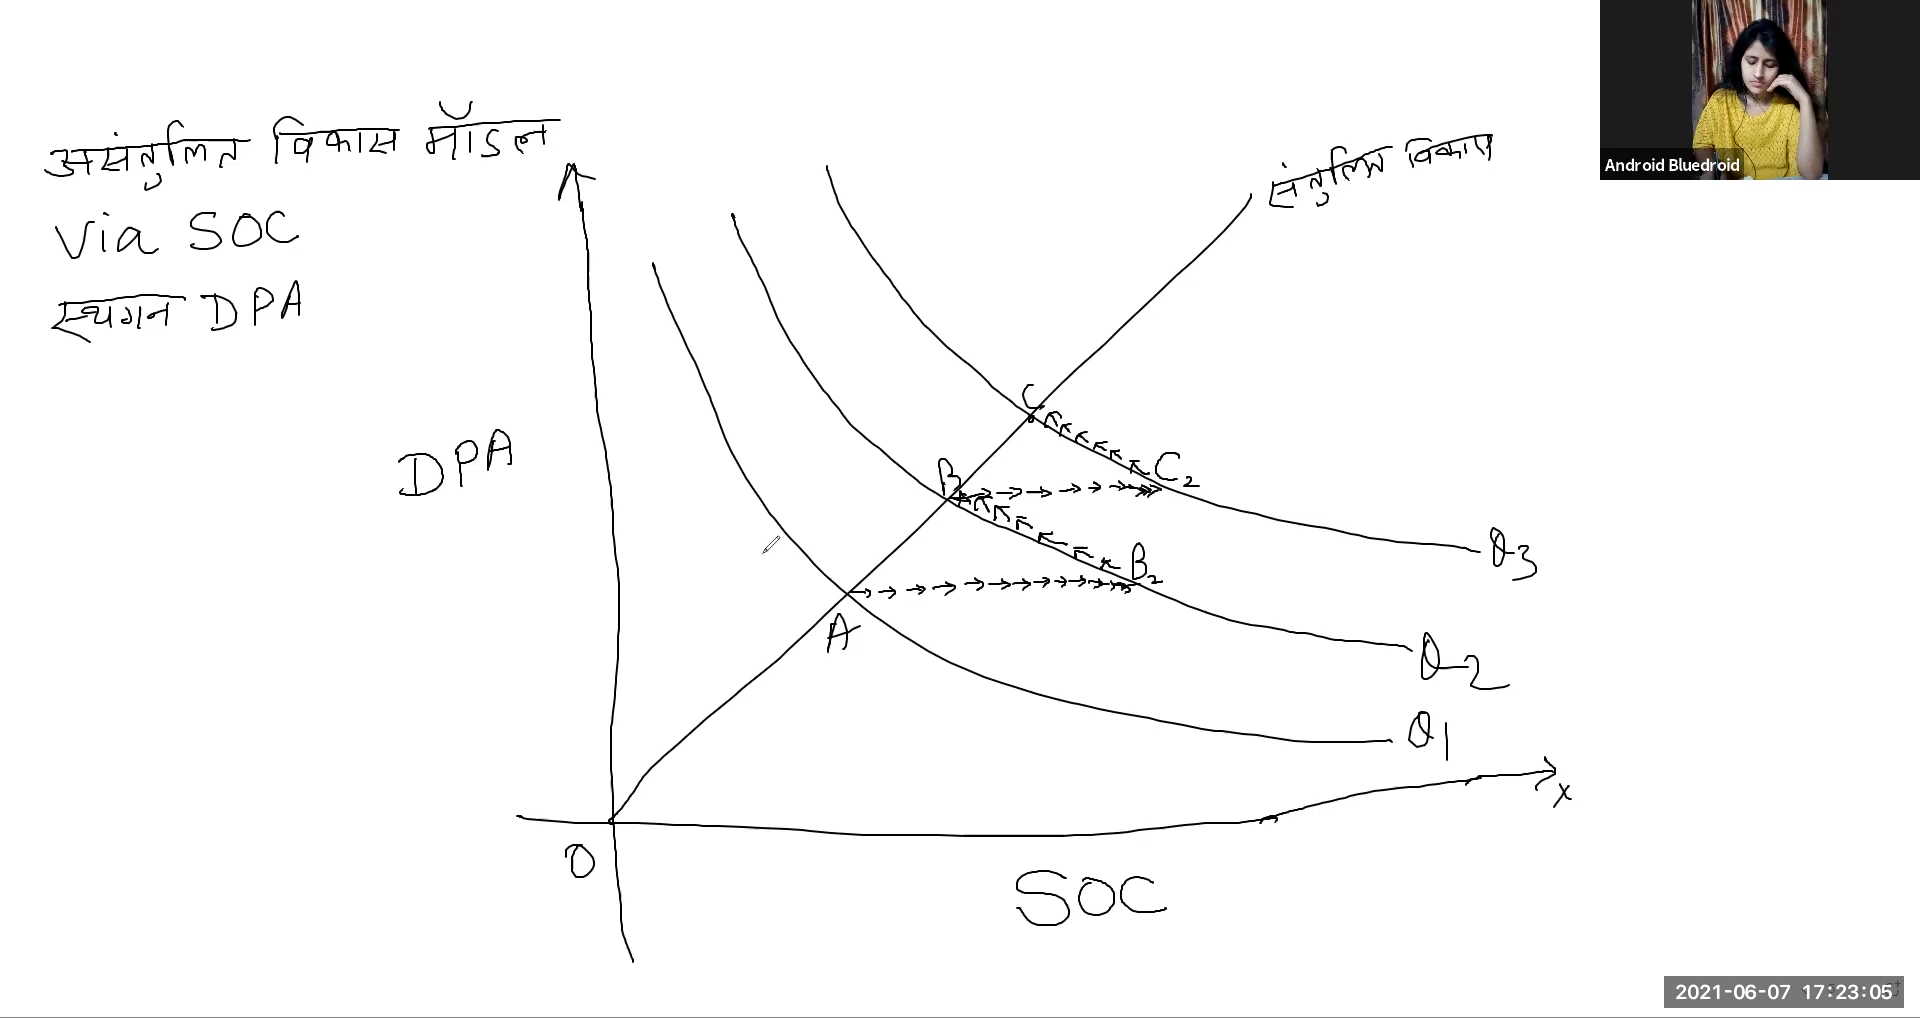 असंतुलित विकास मॉडल
via SOC
स्थगन DPA
संतुलित विकास
Android Bluedroid
DPA
C
C2
B
B2
A
Q3
Q2
Q1
x
O
SOC
2021-06-07 17:23:05